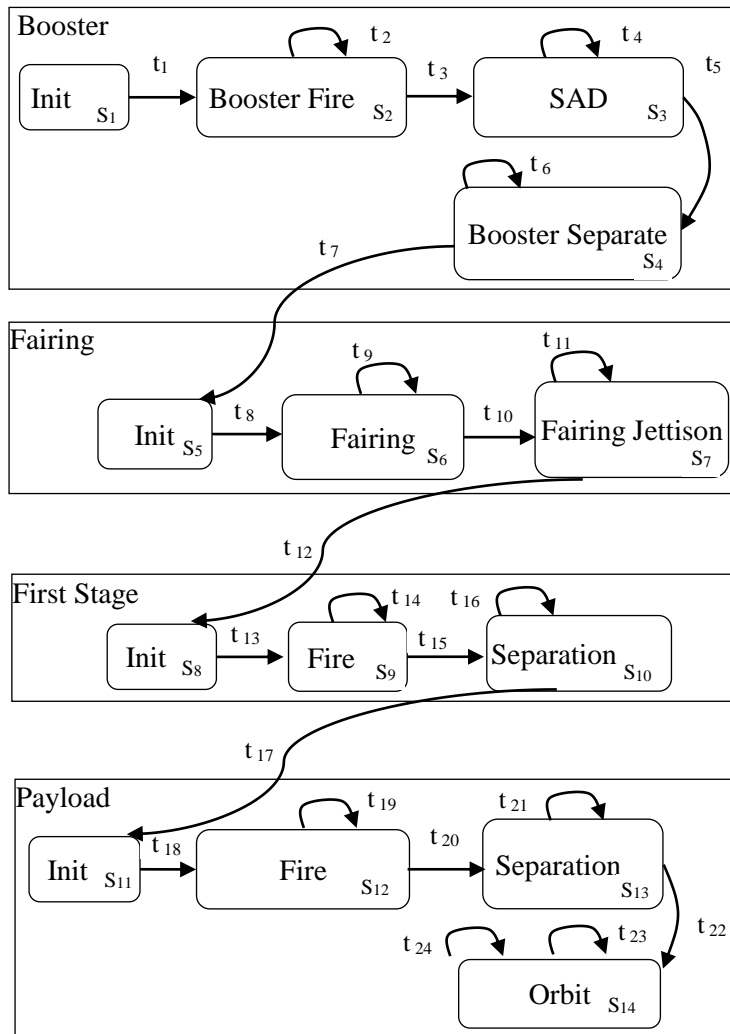 Booster
t1
t2
t3
t4
t5
Init
S1
Booster Fire
S2
SAD
S3
t6
Booster Separate
S4
t7
Fairing
t8
t9
t10
t11
Init
S5
Fairing
S6
Fairing Jettison
S7
t12
First Stage
t13
t14
t15
t16
Init
S8
Fire
S9
Separation
S10
t17
Payload
t18
t19
t20
t21
Init
S11
Fire
S12
Separation
S13
t22
t23
t24
Orbit
S14